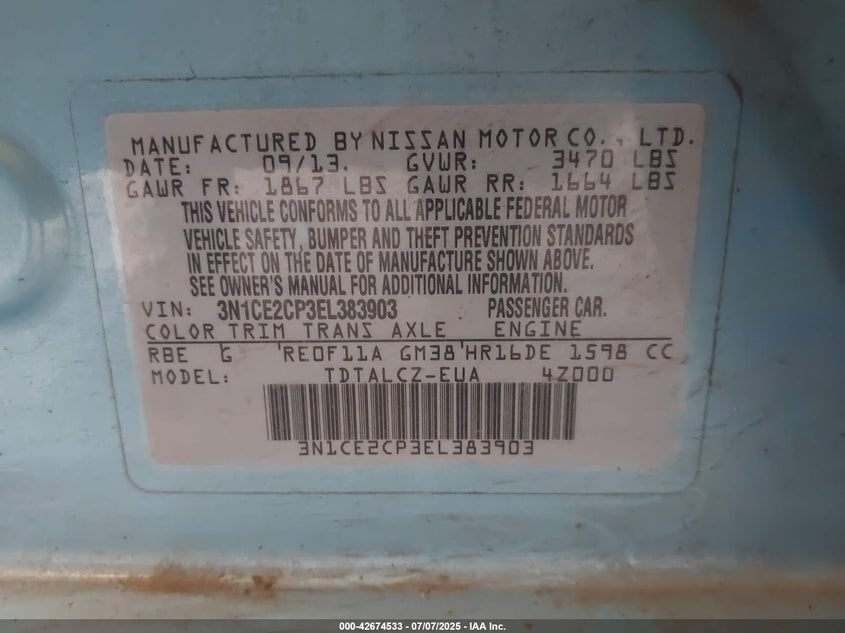 MANUFACTURED BY NISSAN MOTOR CO., LTD.
DATE: 09/13. GVWR: 3470 LBS
GAWR FR: 1867 LBS GAWR RR: 1664 LBS
THIS VEHICLE CONFORMS TO ALL APPLICABLE FEDERAL MOTOR
VEHICLE SAFETY, BUMPER AND THEFT PREVENTION STANDARDS
IN EFFECT ON THE DATE OF MANUFACTURE SHOWN ABOVE.
SEE OWNER'S MANUAL FOR ADDITIONAL INFORMATION.
VIN: 3N1CE2CP3EL383903 PASSENGER CAR.
COLOR TRIM TRANS AXLE ENGINE
RBE G 'RE0F11A GM38'HR16DE 1598 CC
MODEL: TDTALCZ-EUA 4Z000
3N1CE2CP3EL383903
000-42674533 - 07/07/2025 - IAA Inc.